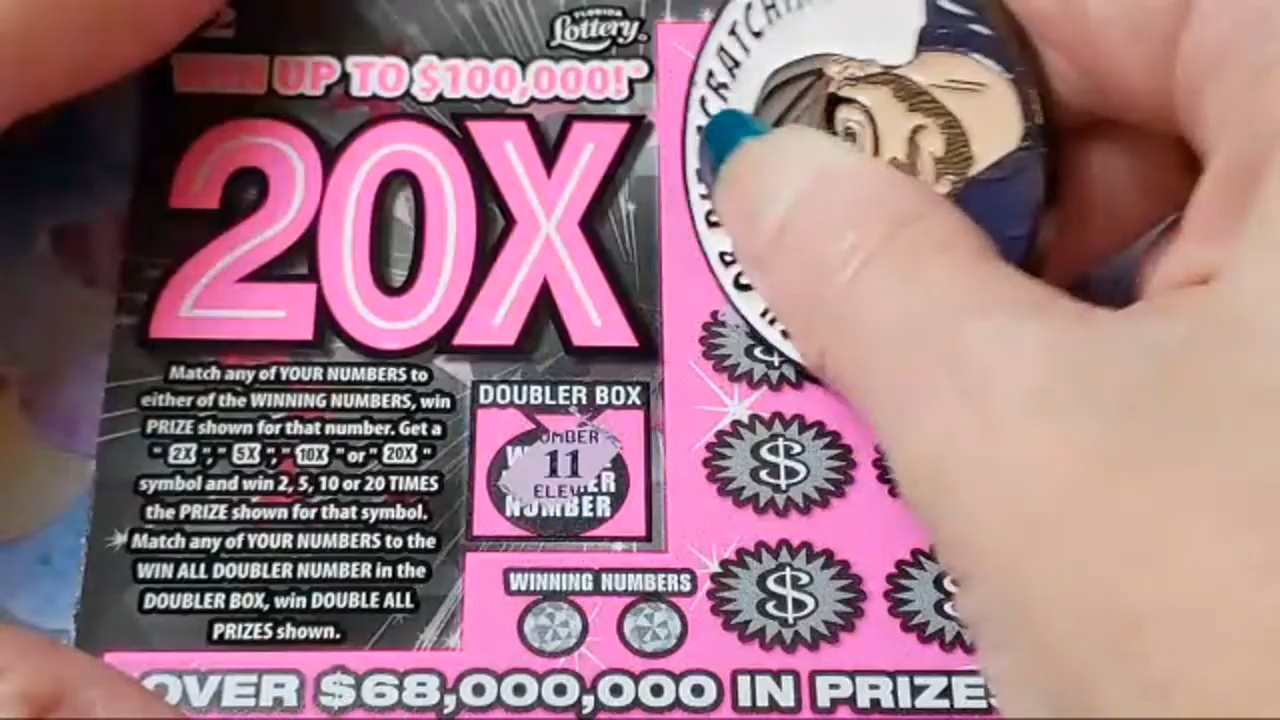 FLORIDA
Lottery®
WIN UP TO $100,000!*
20X
Match any of YOUR NUMBERS to
either of the WINNING NUMBERS, win
PRIZE shown for that number. Get a
"2X", "5X", "10X" or "20X"
symbol and win 2, 5, 10 or 20 TIMES
the PRIZE shown for that symbol.
Match any of YOUR NUMBERS to the
WIN ALL DOUBLER NUMBER in the
DOUBLER BOX, win DOUBLE ALL
PRIZES shown.
DOUBLER BOX
11
NUMBER
WINNING NUMBERS
$
$
OVER $68,000,000 IN PRIZES